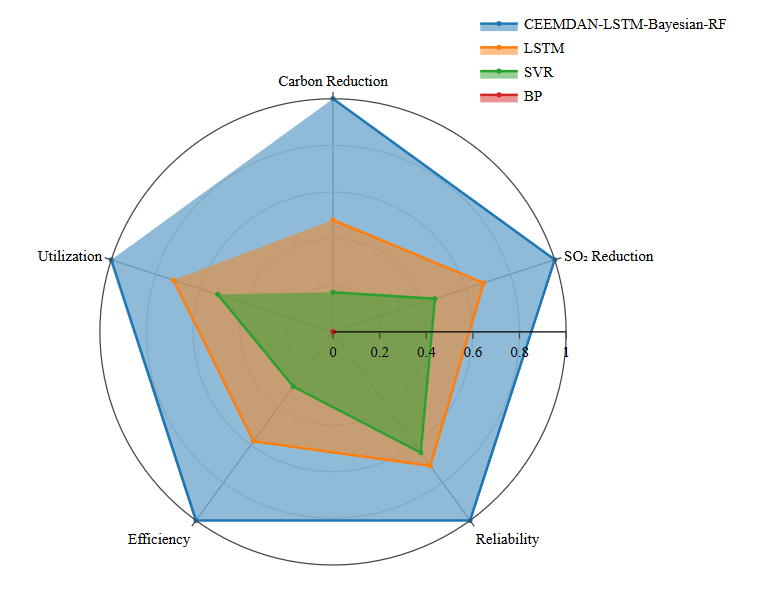 CEEMDAN-LSTM-Bayesian-RF
LSTM
SVR
BP
Carbon Reduction
Utilization
SO₂ Reduction
0 0.2 0.4 0.6 0.8 1
Efficiency
Reliability